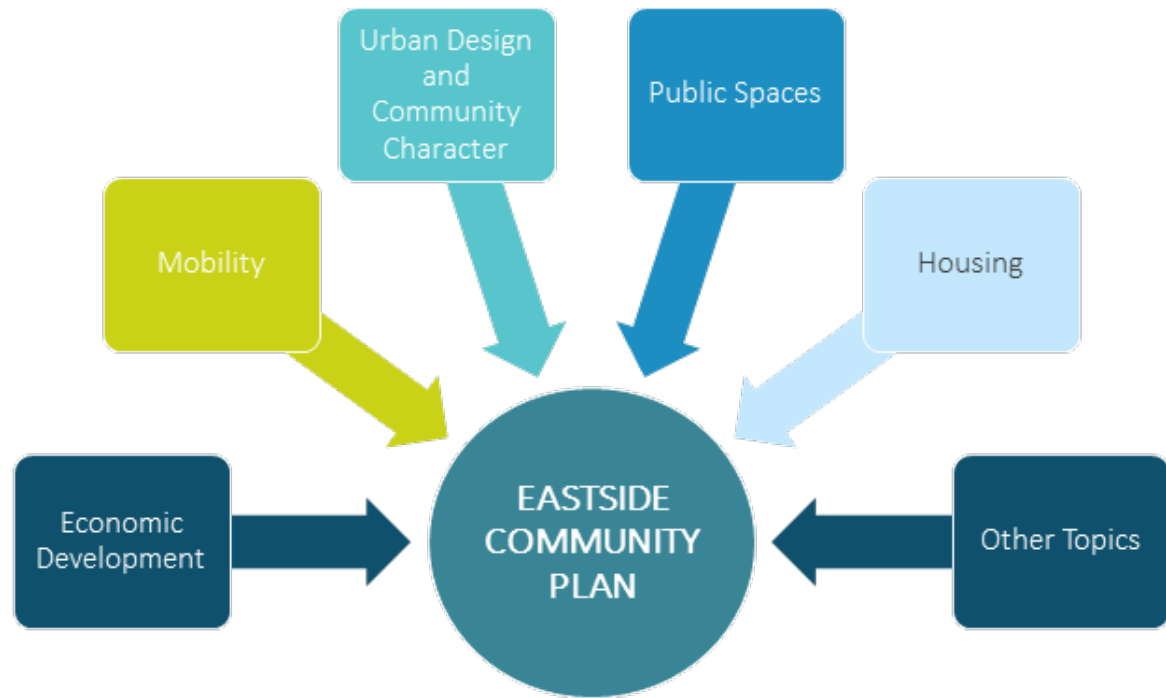 Urban Design
and
Community
Character
Public Spaces
Mobility
Housing
Economic
Development
EASTSIDE
COMMUNITY
PLAN
Other Topics